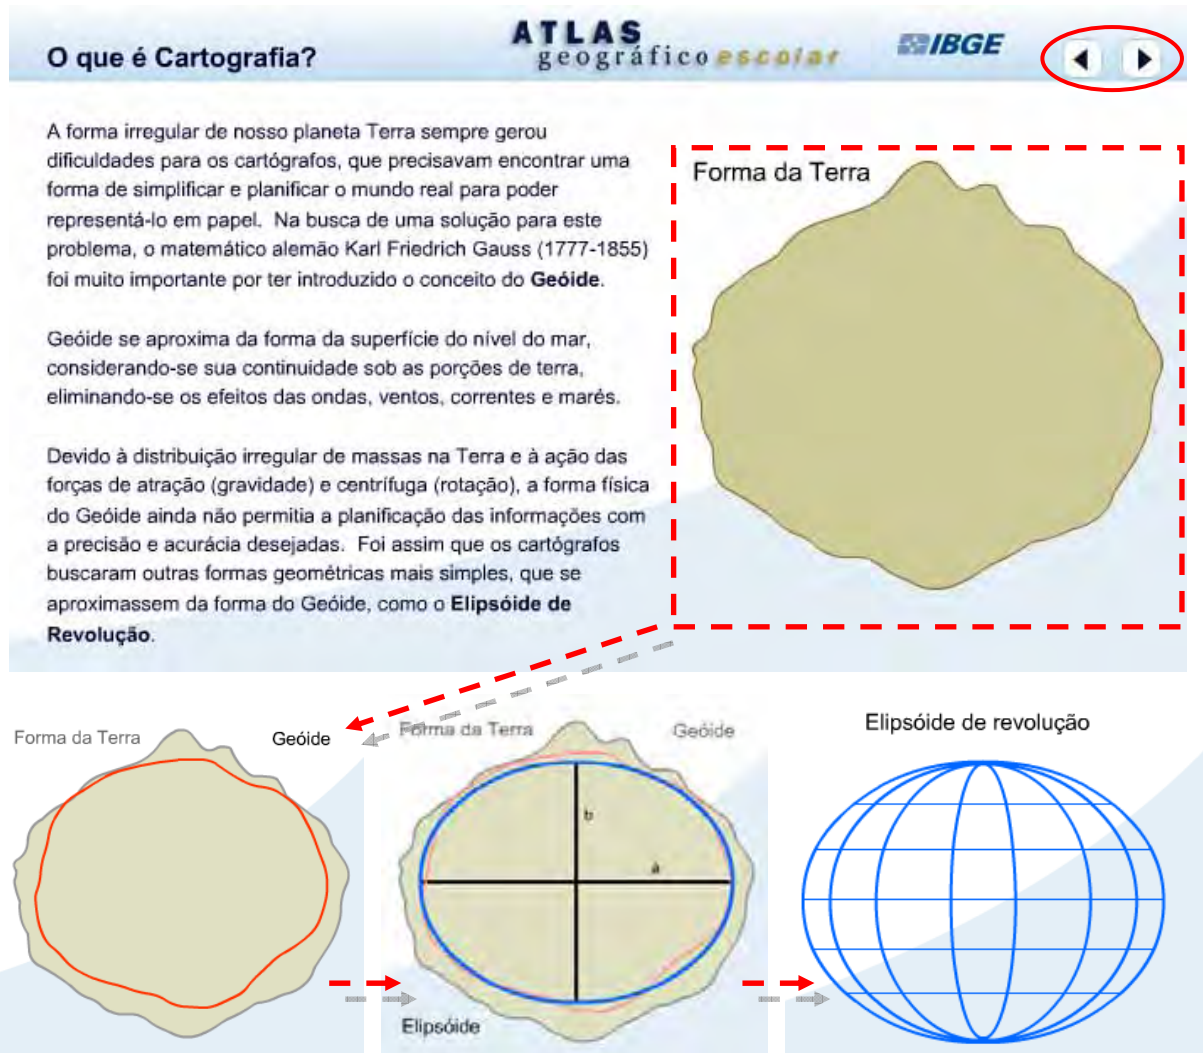 O que é Cartografia?
ATLAS
geográfico escolar
IBGE
A forma irregular de nosso planeta Terra sempre gerou
dificuldades para os cartógrafos, que precisavam encontrar uma
forma de simplificar e planificar o mundo real para poder
representá-lo em papel. Na busca de uma solução para este
problema, o matemático alemão Karl Friedrich Gauss (1777-1855)
foi muito importante por ter introduzido o conceito do Geóide.
Geóide se aproxima da forma da superfície do nível do mar,
considerando-se sua continuidade sob as porções de terra,
eliminando-se os efeitos das ondas, ventos, correntes e marés.
Devido à distribuição irregular de massas na Terra e à ação das
forças de atração (gravidade) e centrífuga (rotação), a forma física
do Geóide ainda não permitia a planificação das informações com
a precisão e acurácia desejadas. Foi assim que os cartógrafos
buscaram outras formas geométricas mais simples, que se
aproximassem da forma do Geóide, como o Elipsóide de
Revolução.
Forma da Terra
Forma da Terra
Geóide
Forma da Terra
Geóide
b
a
Elipsóide
Elipsóide de revolução